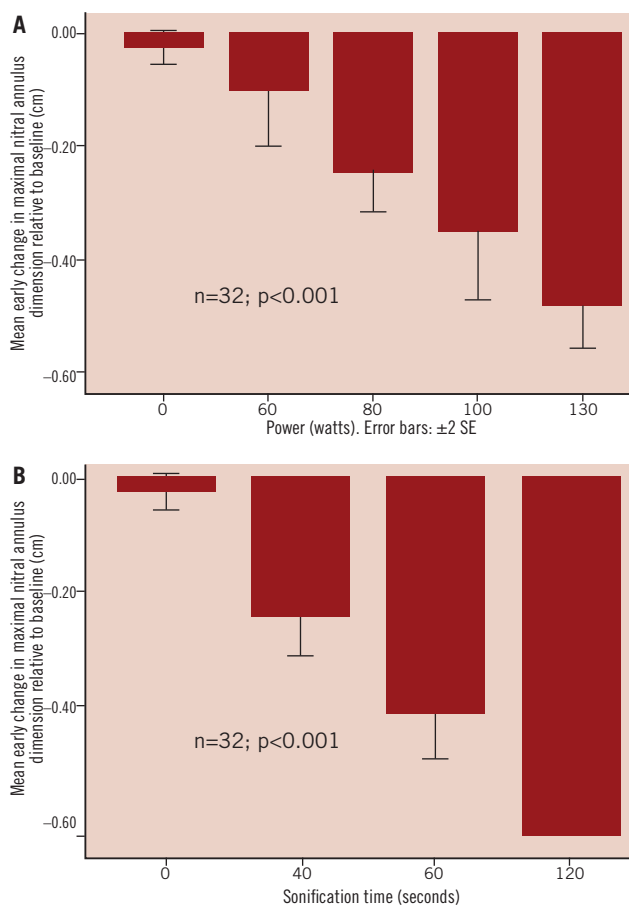 A
Mean early change in maximal nitral annulus
dimension relative to baseline (cm)
0.00
–0.20
–0.40
–0.60
n=32; p<0.001
0 60 80 100 130
Power (watts). Error bars: ±2 SE
B
Mean early change in maximal nitral annulus
dimension relative to baseline (cm)
0.00
–0.20
–0.40
–0.60
n=32; p<0.001
0 40 60 120
Sonification time (seconds)